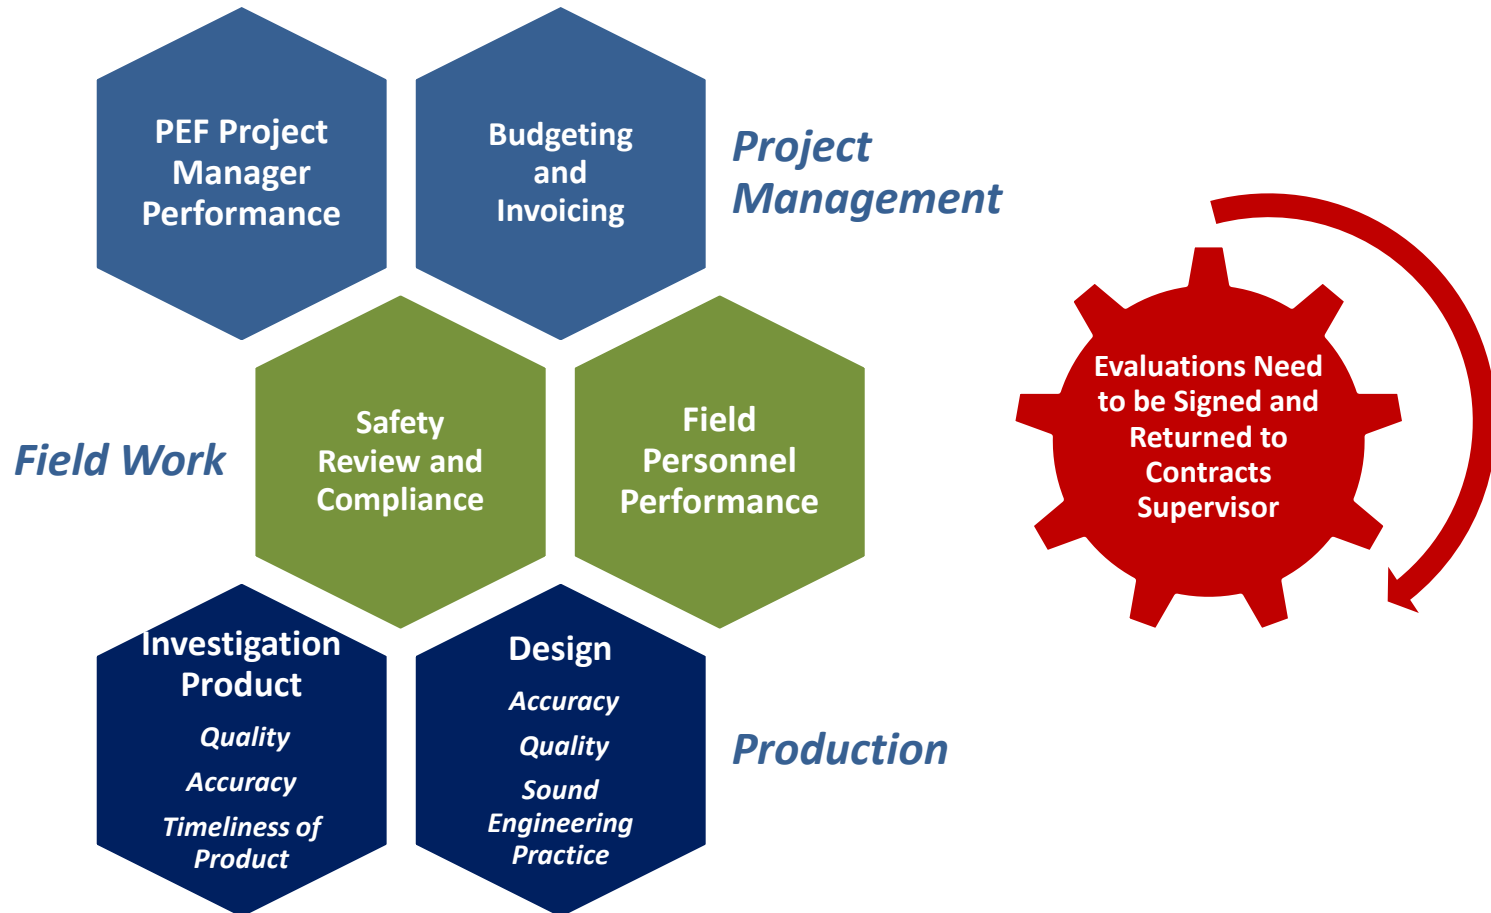 PEF Project
Manager
Performance
Budgeting
and
Invoicing
Project
Management
Field Work
Safety
Review and
Compliance
Field
Personnel
Performance
Investigation
Product
Quality
Accuracy
Timeliness of
Product
Design
Accuracy
Quality
Sound
Engineering
Practice
Production
Evaluations Need
to be Signed and
Returned to
Contracts
Supervisor